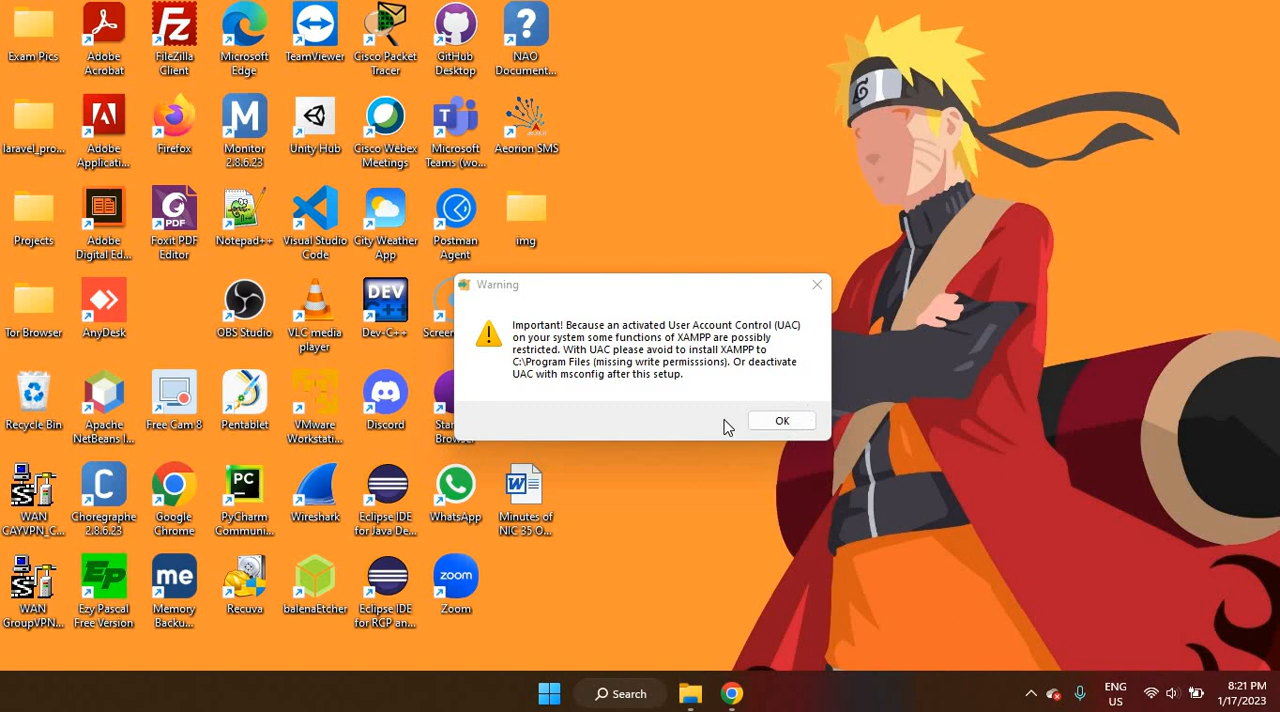 Exam Pics
Adobe
Acrobat
FileZilla
Client
Microsoft
Edge
TeamViewer
Cisco Packet
Tracer
GitHub
Desktop
NAO
Document...
laravel_pro...
Adobe
Applicati...
Firefox
Monitor
2.8.6.23
Unity Hub
Cisco Webex
Meetings
Microsoft
Teams (wo...
Aeorion SMS
Projects
Adobe
Digital Ed...
Foxit PDF
Editor
Notepad++
Visual Studio
Code
City Weather
App
Postman
Agent
img
Tor Browser
AnyDesk
OBS Studio
VLC media
player
Dev-C++
Warning
Important! Because an activated User Account Control (UAC)
on your system some functions of XAMPP are possibly
restricted. With UAC please avoid to install XAMPP to
C:\Program Files (missing write permisssions). Or deactivate
UAC with msconfig after this setup.
OK
Recycle Bin
Apache
NetBeans I...
Free Cam 8
Pentablet
VMware
Workstati...
Discord
WAN
CAYVPN_C...
Choregraphe
2.8.6.23
Google
Chrome
PyCharm
Communi...
Wireshark
Eclipse IDE
for Java De...
WhatsApp
Minutes of
NIC 35 O...
WAN
GroupVPN...
Ezy Pascal
Free Version
Memory
Backu...
Recuva
balenaEtcher
Eclipse IDE
for RCP an...
Zoom
Search
ENG
US
8:21 PM
1/17/2023